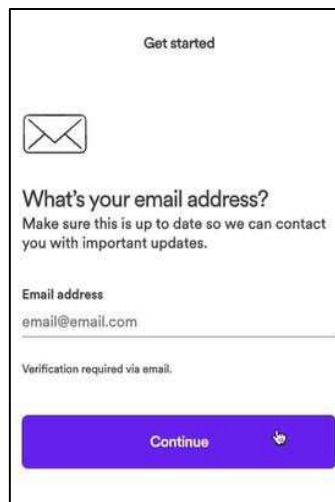 Get started
What's your email address?
Make sure this is up to date so we can contact
you with important updates.
Email address
email@email.com
Verification required via email.
Continue